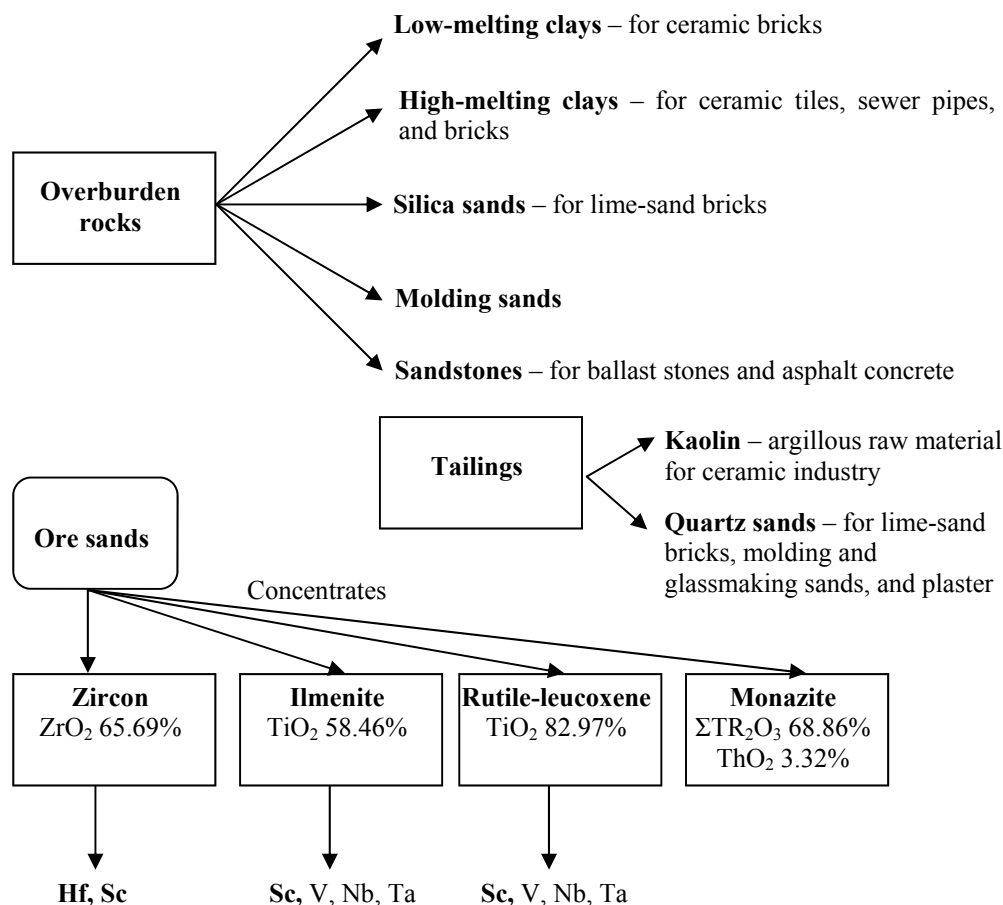 Low-melting clays – for ceramic bricks
High-melting clays – for ceramic tiles, sewer pipes,
and bricks
Overburden
rocks
Silica sands – for lime-sand bricks
Molding sands
Sandstones – for ballast stones and asphalt concrete
Tailings
Kaolin – argillous raw material
for ceramic industry
Quartz sands – for lime-sand
bricks, molding and
glassmaking sands, and plaster
Ore sands
Concentrates
Zircon
ZrO₂ 65.69%
Ilmenite
TiO₂ 58.46%
Rutile-leucoxene
TiO₂ 82.97%
Monazite
ΣTR₂O₃ 68.86%
ThO₂ 3.32%
Hf, Sc
Sc, V, Nb, Ta
Sc, V, Nb, Ta